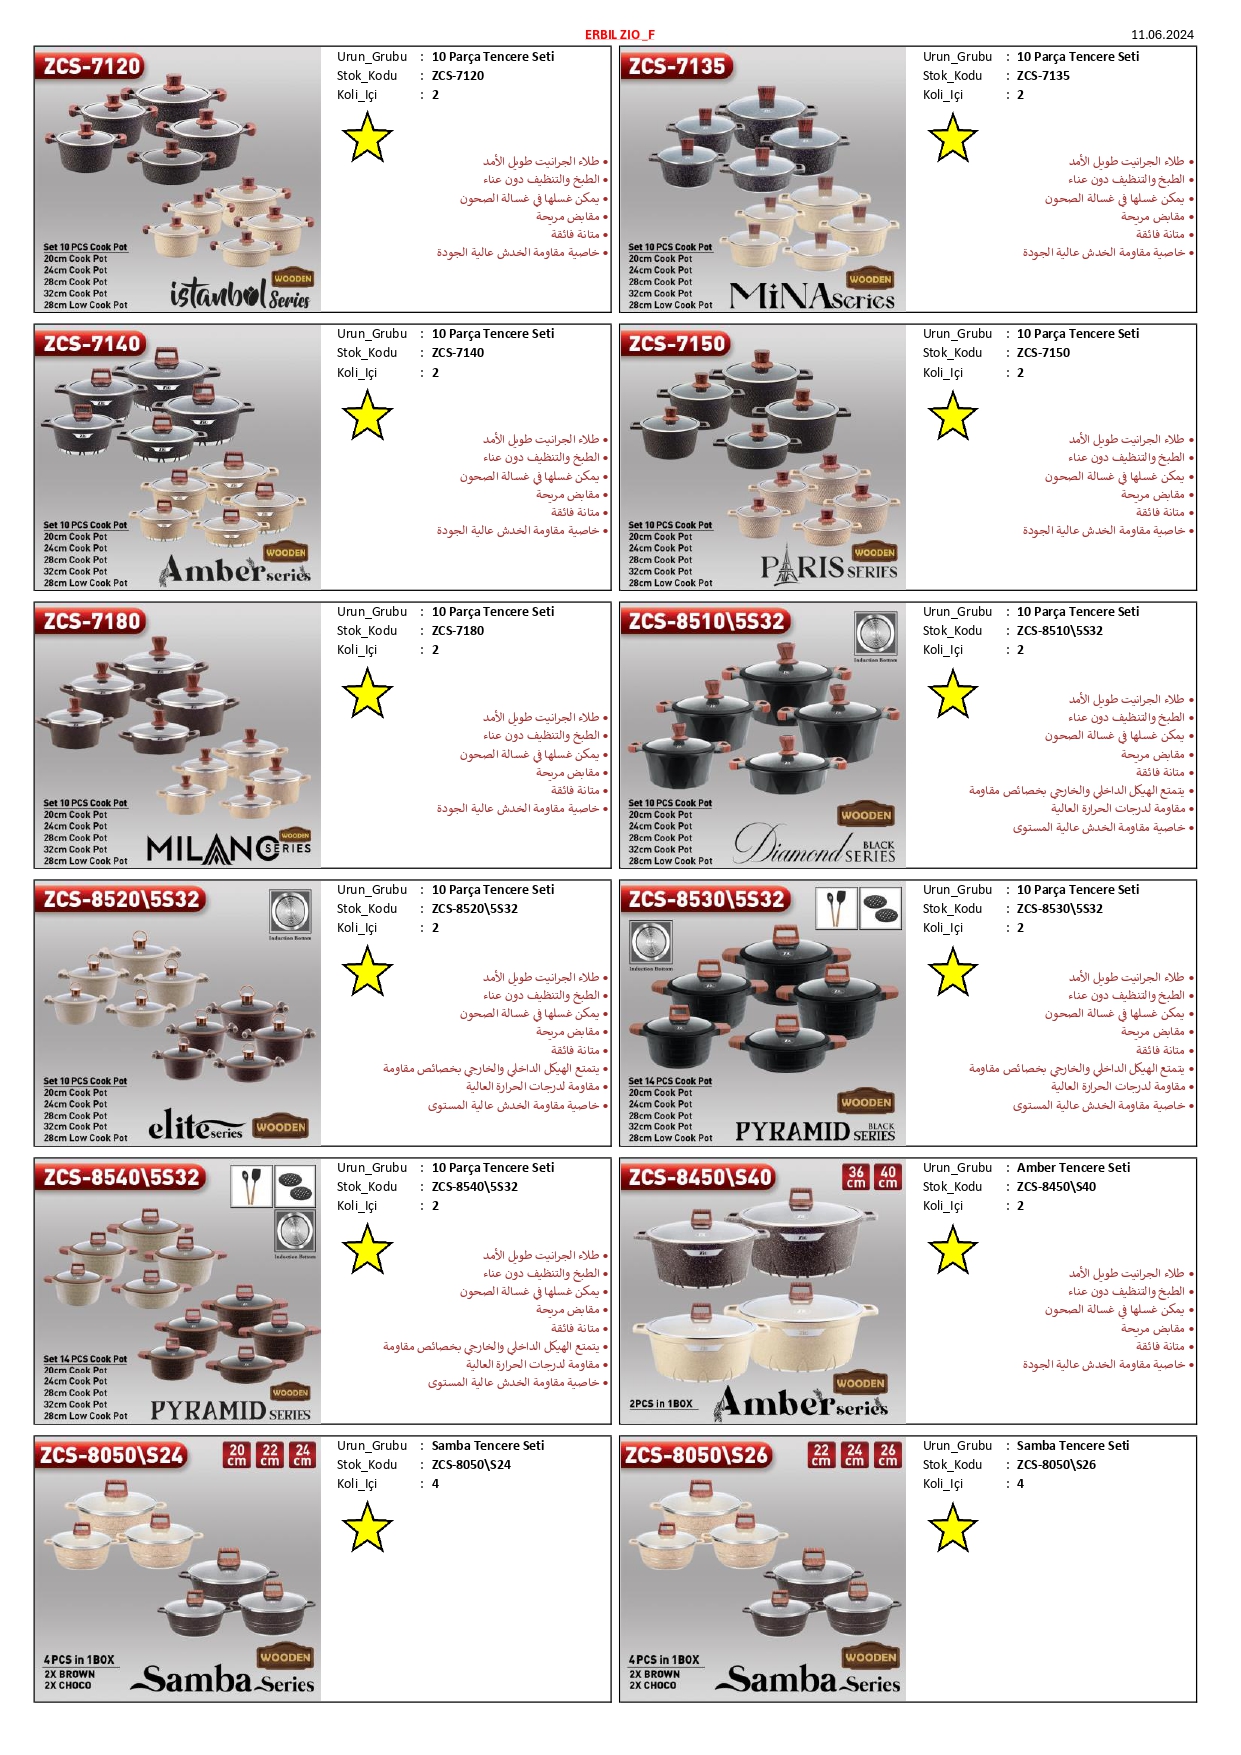 ERBIL ZIO_F
11.06.2024
ZCS-7120
Urun_Grubu : 10 Parça Tencere Seti
Stok_Kodu : ZCS-7120
Koli_Içi : 2
• طلاء الجرانيت طويل الأمد
• الطبخ والتنظيف دون عناء
• يمكن غسلها في غسالة الصحون
• مقابض مريحة
• متانة فائقة
• خاصية مقاومة الخدش عالية الجودة
Set 10 PCS Cook Pot
20cm Cook Pot
24cm Cook Pot
28cm Cook Pot
32cm Cook Pot
28cm Low Cook Pot
WOODEN
istanbul Series
ZCS-7135
Urun_Grubu : 10 Parça Tencere Seti
Stok_Kodu : ZCS-7135
Koli_Içi : 2
• طلاء الجرانيت طويل الأمد
• الطبخ والتنظيف دون عناء
• يمكن غسلها في غسالة الصحون
• مقابض مريحة
• متانة فائقة
• خاصية مقاومة الخدش عالية الجودة
Set 10 PCS Cook Pot
20cm Cook Pot
24cm Cook Pot
28cm Cook Pot
32cm Cook Pot
28cm Low Cook Pot
WOODEN
MiNA series
ZCS-7140
Urun_Grubu : 10 Parça Tencere Seti
Stok_Kodu : ZCS-7140
Koli_Içi : 2
• طلاء الجرانيت طويل الأمد
• الطبخ والتنظيف دون عناء
• يمكن غسلها في غسالة الصحون
• مقابض مريحة
• متانة فائقة
• خاصية مقاومة الخدش عالية الجودة
Set 10 PCS Cook Pot
20cm Cook Pot
24cm Cook Pot
28cm Cook Pot
32cm Cook Pot
28cm Low Cook Pot
WOODEN
Amber series
ZCS-7150
Urun_Grubu : 10 Parça Tencere Seti
Stok_Kodu : ZCS-7150
Koli_Içi : 2
• طلاء الجرانيت طويل الأمد
• الطبخ والتنظيف دون عناء
• يمكن غسلها في غسالة الصحون
• مقابض مريحة
• متانة فائقة
• خاصية مقاومة الخدش عالية الجودة
Set 10 PCS Cook Pot
20cm Cook Pot
24cm Cook Pot
28cm Cook Pot
32cm Cook Pot
28cm Low Cook Pot
WOODEN
PARIS SERIES
ZCS-7180
Urun_Grubu : 10 Parça Tencere Seti
Stok_Kodu : ZCS-7180
Koli_Içi : 2
• طلاء الجرانيت طويل الأمد
• الطبخ والتنظيف دون عناء
• يمكن غسلها في غسالة الصحون
• مقابض مريحة
• متانة فائقة
• خاصية مقاومة الخدش عالية الجودة
Set 10 PCS Cook Pot
20cm Cook Pot
24cm Cook Pot
28cm Cook Pot
32cm Cook Pot
28cm Low Cook Pot
WOODEN
MILANO SERIES
ZCS-8510\5S32
Induction Bottom
Urun_Grubu : 10 Parça Tencere Seti
Stok_Kodu : ZCS-8510\5S32
Koli_Içi : 2
• طلاء الجرانيت طويل الأمد
• الطبخ والتنظيف دون عناء
• يمكن غسلها في غسالة الصحون
• مقابض مريحة
• متانة فائقة
• يتمتع الهيكل الداخلي والخارجي بخصائص مقاومة
• مقاومة لدرجات الحرارة العالية
• خاصية مقاومة الخدش عالية المستوى
Set 10 PCS Cook Pot
20cm Cook Pot
24cm Cook Pot
28cm Cook Pot
32cm Cook Pot
28cm Low Cook Pot
WOODEN
Diamond BLACK SERIES
ZCS-8520\5S32
Induction Bottom
Urun_Grubu : 10 Parça Tencere Seti
Stok_Kodu : ZCS-8520\5S32
Koli_Içi : 2
• طلاء الجرانيت طويل الأمد
• الطبخ والتنظيف دون عناء
• يمكن غسلها في غسالة الصحون
• مقابض مريحة
• متانة فائقة
• يتمتع الهيكل الداخلي والخارجي بخصائص مقاومة
• مقاومة لدرجات الحرارة العالية
• خاصية مقاومة الخدش عالية المستوى
Set 10 PCS Cook Pot
20cm Cook Pot
24cm Cook Pot
28cm Cook Pot
32cm Cook Pot
28cm Low Cook Pot
elite series
WOODEN
ZCS-8530\5S32
Induction Bottom
Urun_Grubu : 10 Parça Tencere Seti
Stok_Kodu : ZCS-8530\5S32
Koli_Içi : 2
• طلاء الجرانيت طويل الأمد
• الطبخ والتنظيف دون عناء
• يمكن غسلها في غسالة الصحون
• مقابض مريحة
• متانة فائقة
• يتمتع الهيكل الداخلي والخارجي بخصائص مقاومة
• مقاومة لدرجات الحرارة العالية
• خاصية مقاومة الخدش عالية المستوى
Set 14 PCS Cook Pot
20cm Cook Pot
24cm Cook Pot
28cm Cook Pot
32cm Cook Pot
28cm Low Cook Pot
WOODEN
PYRAMID BLACK SERIES
ZCS-8540\5S32
Induction Bottom
Urun_Grubu : 10 Parça Tencere Seti
Stok_Kodu : ZCS-8540\5S32
Koli_Içi : 2
• طلاء الجرانيت طويل الأمد
• الطبخ والتنظيف دون عناء
• يمكن غسلها في غسالة الصحون
• مقابض مريحة
• متانة فائقة
• يتمتع الهيكل الداخلي والخارجي بخصائص مقاومة
• مقاومة لدرجات الحرارة العالية
• خاصية مقاومة الخدش عالية المستوى
Set 14 PCS Cook Pot
20cm Cook Pot
24cm Cook Pot
28cm Cook Pot
32cm Cook Pot
28cm Low Cook Pot
WOODEN
PYRAMID SERIES
ZCS-8450\S40
36 cm 40 cm
Urun_Grubu : Amber Tencere Seti
Stok_Kodu : ZCS-8450\S40
Koli_Içi : 2
• طلاء الجرانيت طويل الأمد
• الطبخ والتنظيف دون عناء
• يمكن غسلها في غسالة الصحون
• مقابض مريحة
• متانة فائقة
• خاصية مقاومة الخدش عالية الجودة
WOODEN
2PCS in 1BOX
Amber series
ZCS-8050\S24
20 cm 22 cm 24 cm
Urun_Grubu : Samba Tencere Seti
Stok_Kodu : ZCS-8050\S24
Koli_Içi : 4
4PCS in 1BOX
2X BROWN
2X CHOCO
WOODEN
Samba Series
ZCS-8050\S26
22 cm 24 cm 26 cm
Urun_Grubu : Samba Tencere Seti
Stok_Kodu : ZCS-8050\S26
Koli_Içi : 4
4PCS in 1BOX
2X BROWN
2X CHOCO
WOODEN
Samba Series